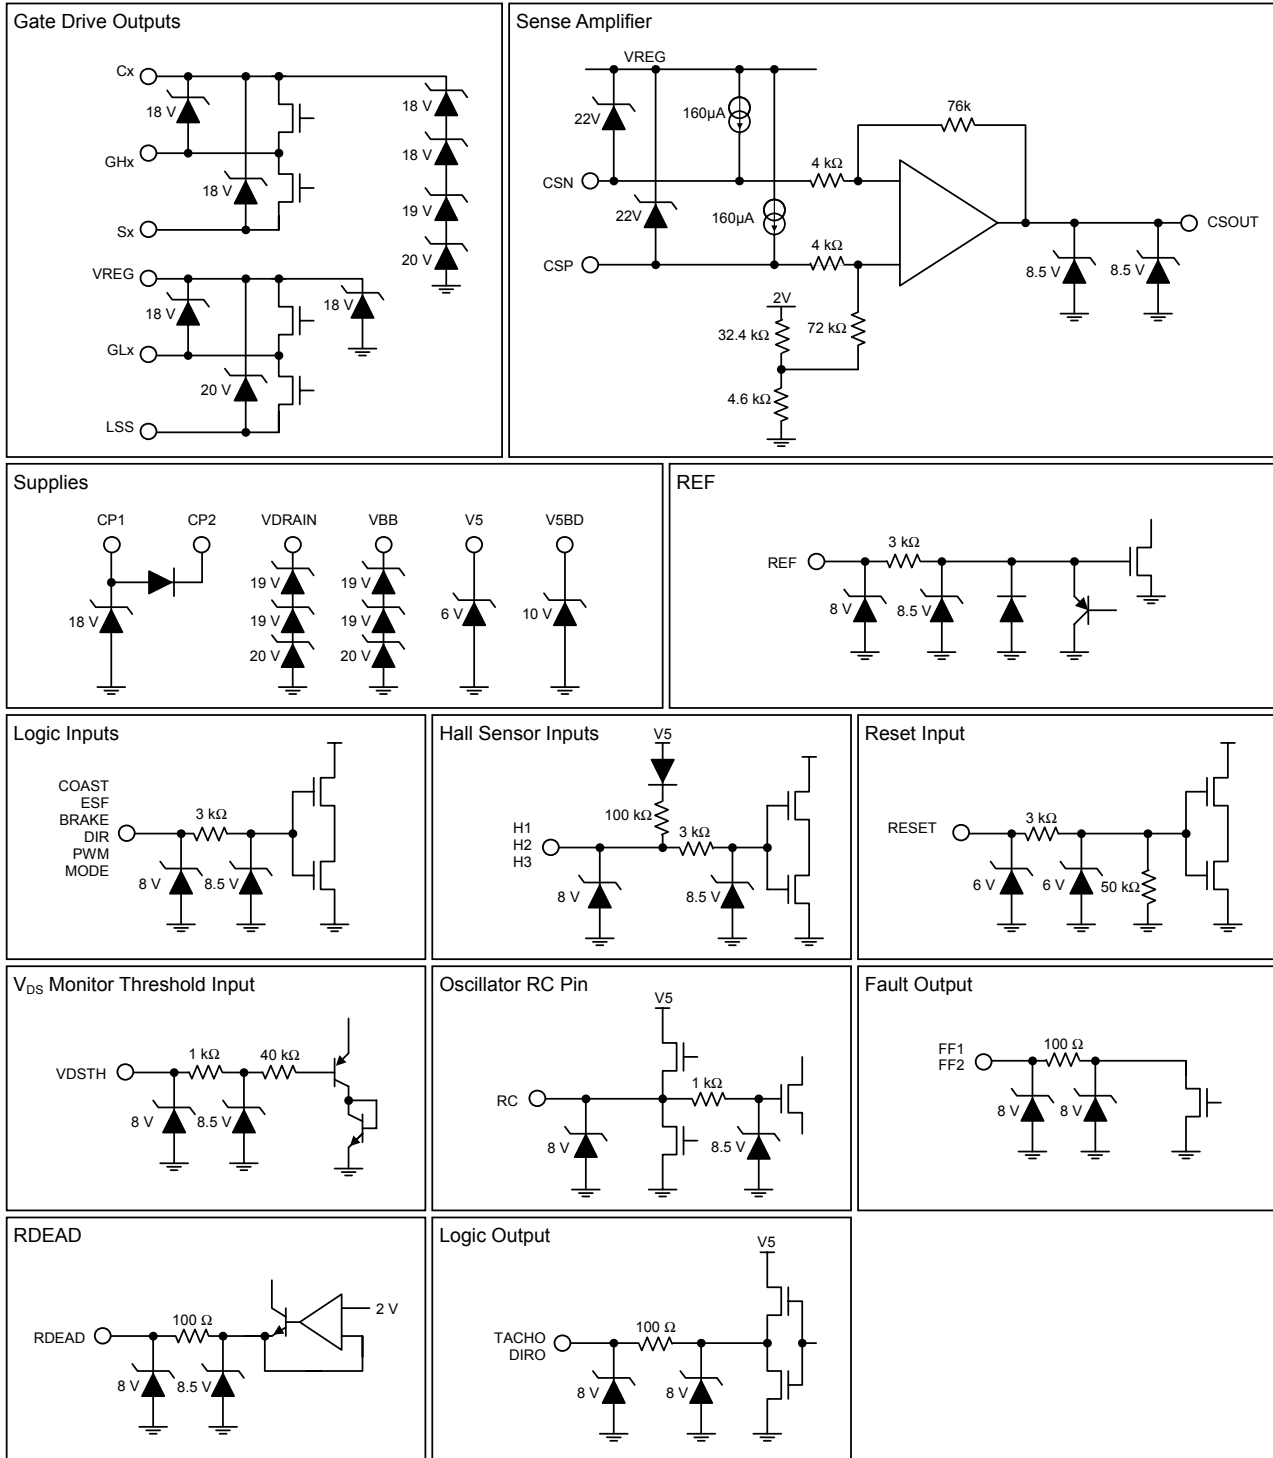 Gate Drive Outputs
Cx
18 V
GHx
18 V
Sx
18 V
18 V
19 V
20 V
VREG
18 V
18 V
GLx
20 V
LSS
Sense Amplifier
VREG
22V
160µA
76k
4 kΩ
CSN
22V
160µA
CSOUT
4 kΩ
CSP
8.5 V
8.5 V
2V
32.4 kΩ
72 kΩ
4.6 kΩ
Supplies
CP1
CP2
VDRAIN
VBB
V5
V5BD
18 V
19 V
19 V
20 V
19 V
19 V
20 V
6 V
10 V
REF
3 kΩ
REF
8 V
8.5 V
Logic Inputs
COAST
ESF
BRAKE
DIR
PWM
MODE
3 kΩ
8 V
8.5 V
Hall Sensor Inputs
V5
100 kΩ
3 kΩ
H1
H2
H3
8 V
8.5 V
Reset Input
3 kΩ
RESET
6 V
6 V
50 kΩ
VDS Monitor Threshold Input
1 kΩ
40 kΩ
VDSTH
8 V
8.5 V
Oscillator RC Pin
V5
1 kΩ
RC
8 V
8.5 V
Fault Output
FF1
FF2
100 Ω
8 V
8 V
RDEAD
2 V
100 Ω
RDEAD
8 V
8.5 V
Logic Output
V5
TACHO
DIRO
100 Ω
8 V
8 V